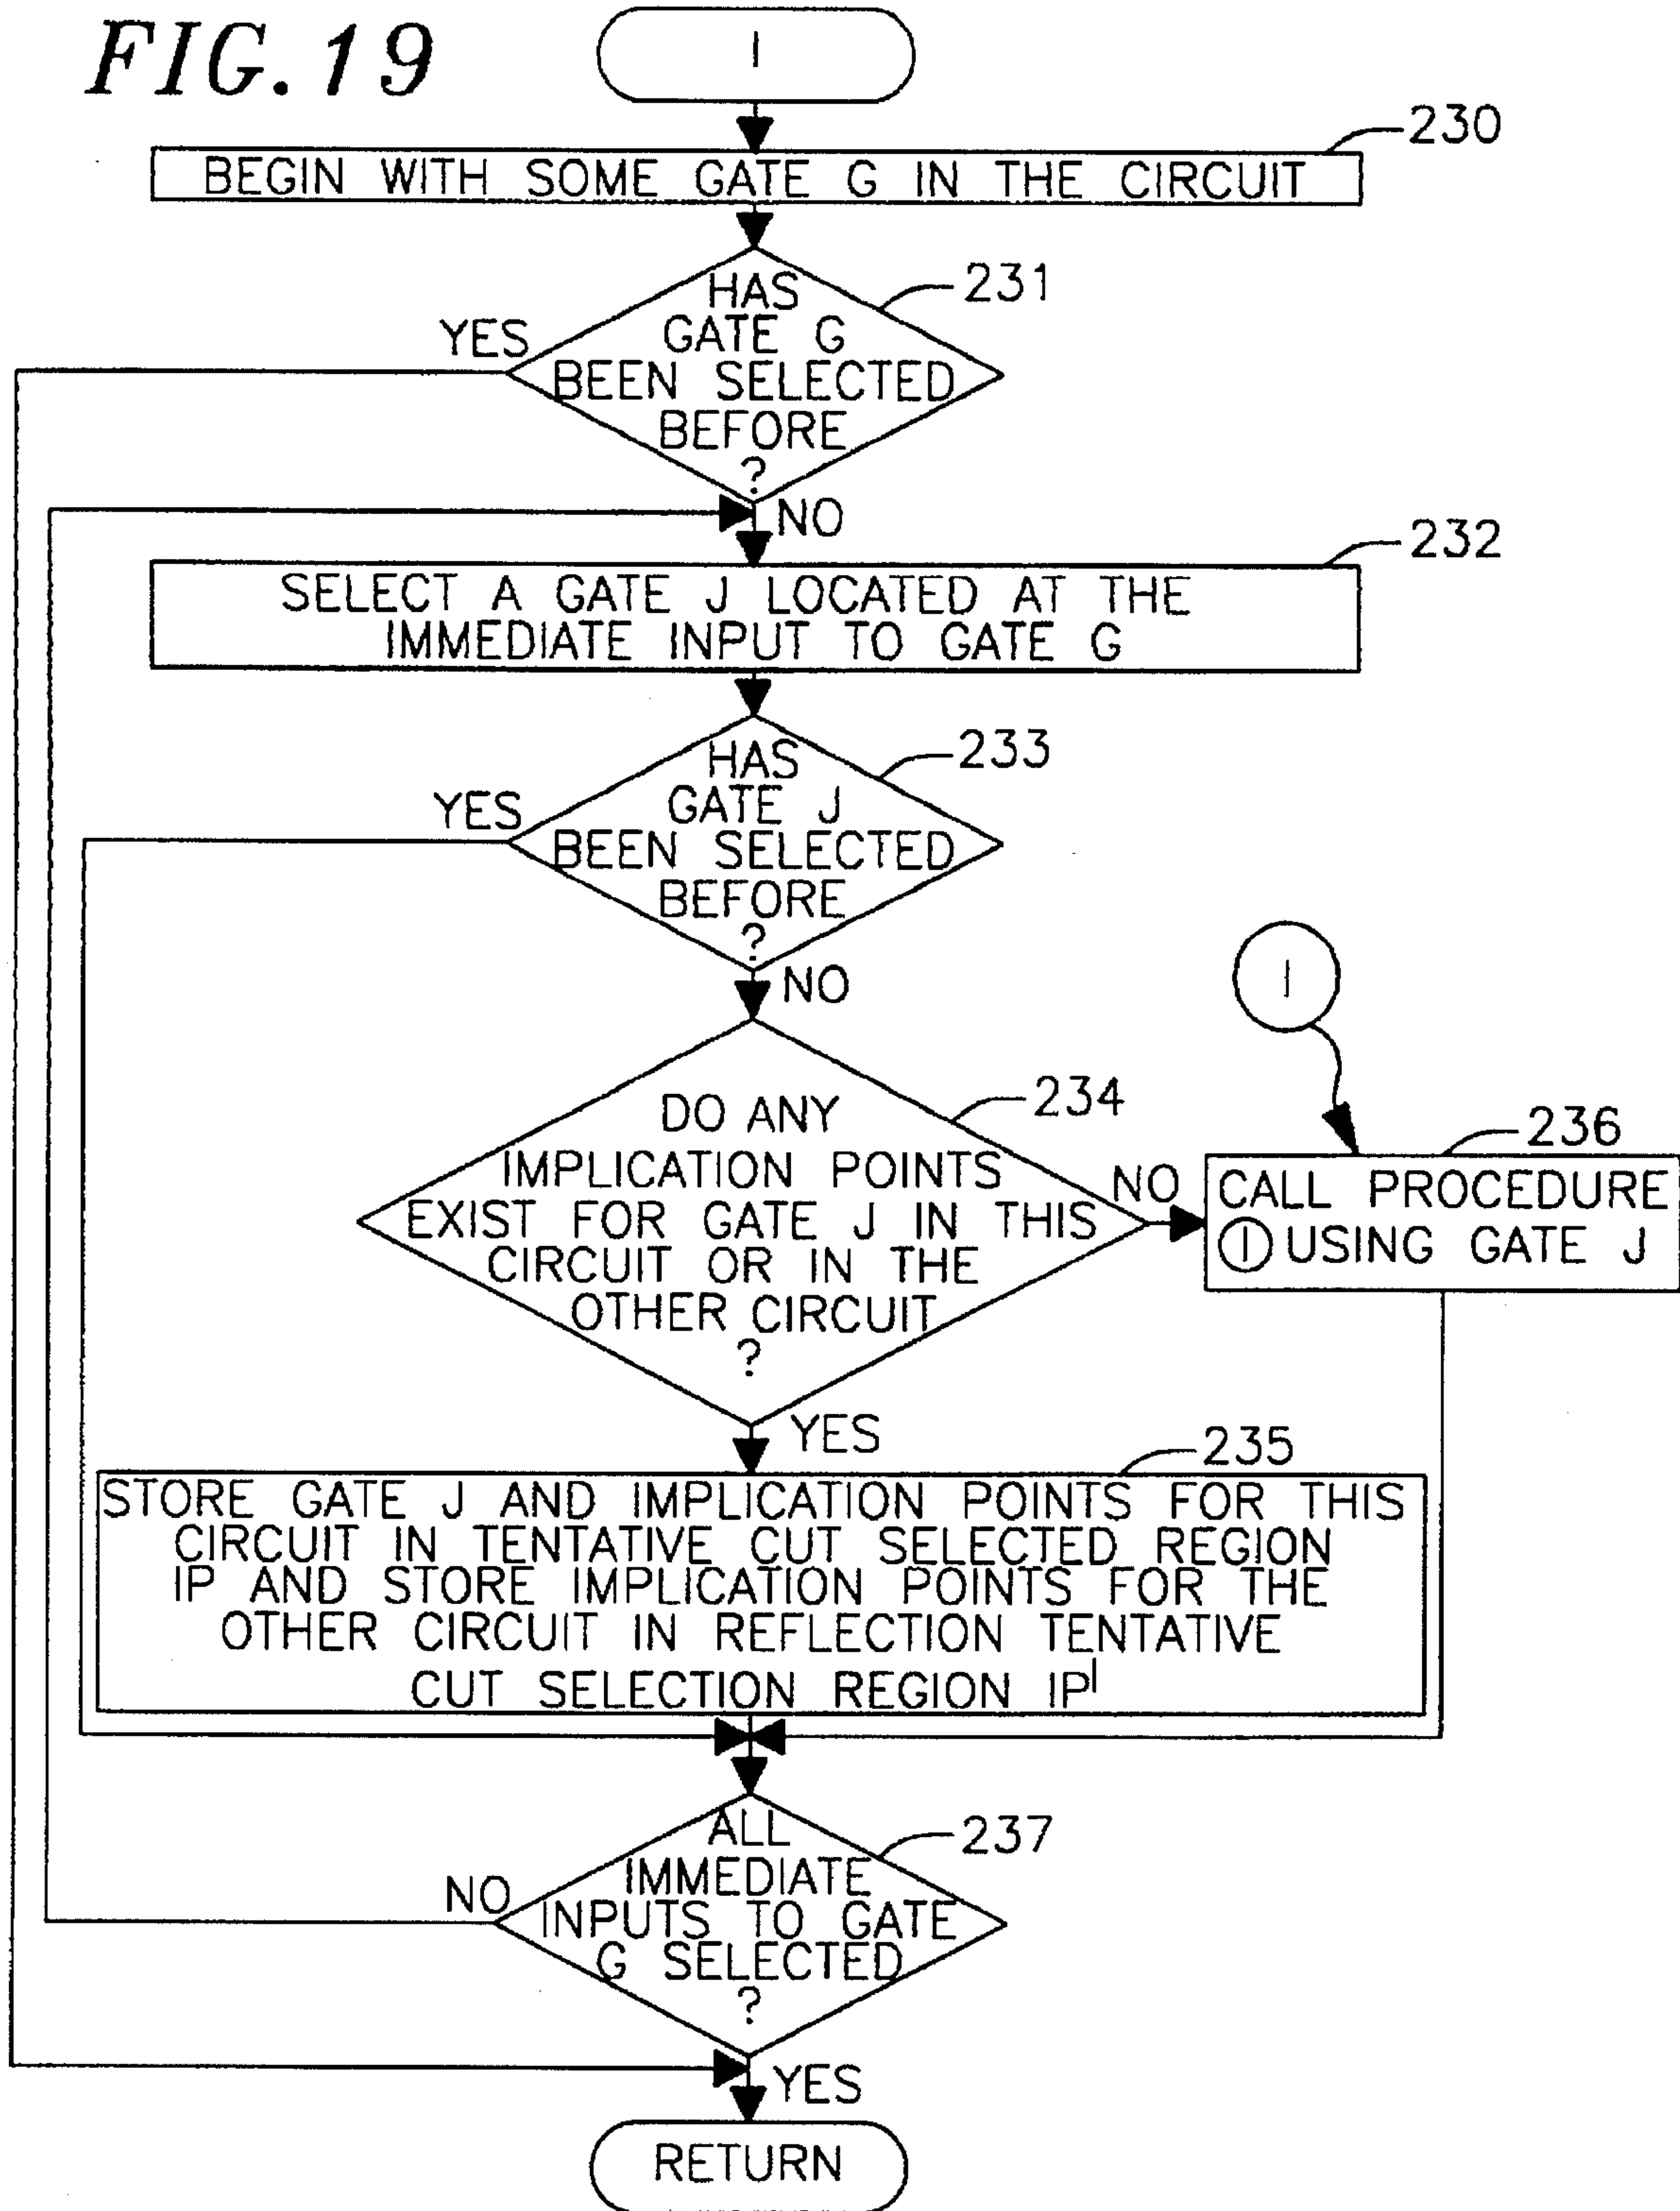 FIG. 19
I
230
BEGIN WITH SOME GATE G IN THE CIRCUIT
231
HAS
GATE G
BEEN SELECTED
BEFORE
?
YES
NO
232
SELECT A GATE J LOCATED AT THE
IMMEDIATE INPUT TO GATE G
233
HAS
GATE J
BEEN SELECTED
BEFORE
?
YES
NO
I
234
DO ANY
IMPLICATION POINTS
EXIST FOR GATE J IN THIS
CIRCUIT OR IN THE
OTHER CIRCUIT
?
NO
236
CALL PROCEDURE
I USING GATE J
YES
235
STORE GATE J AND IMPLICATION POINTS FOR THIS
CIRCUIT IN TENTATIVE CUT SELECTED REGION
IP AND STORE IMPLICATION POINTS FOR THE
OTHER CIRCUIT IN REFLECTION TENTATIVE
CUT SELECTION REGION IP'
237
ALL
IMMEDIATE
INPUTS TO GATE
G SELECTED
?
NO
YES
RETURN